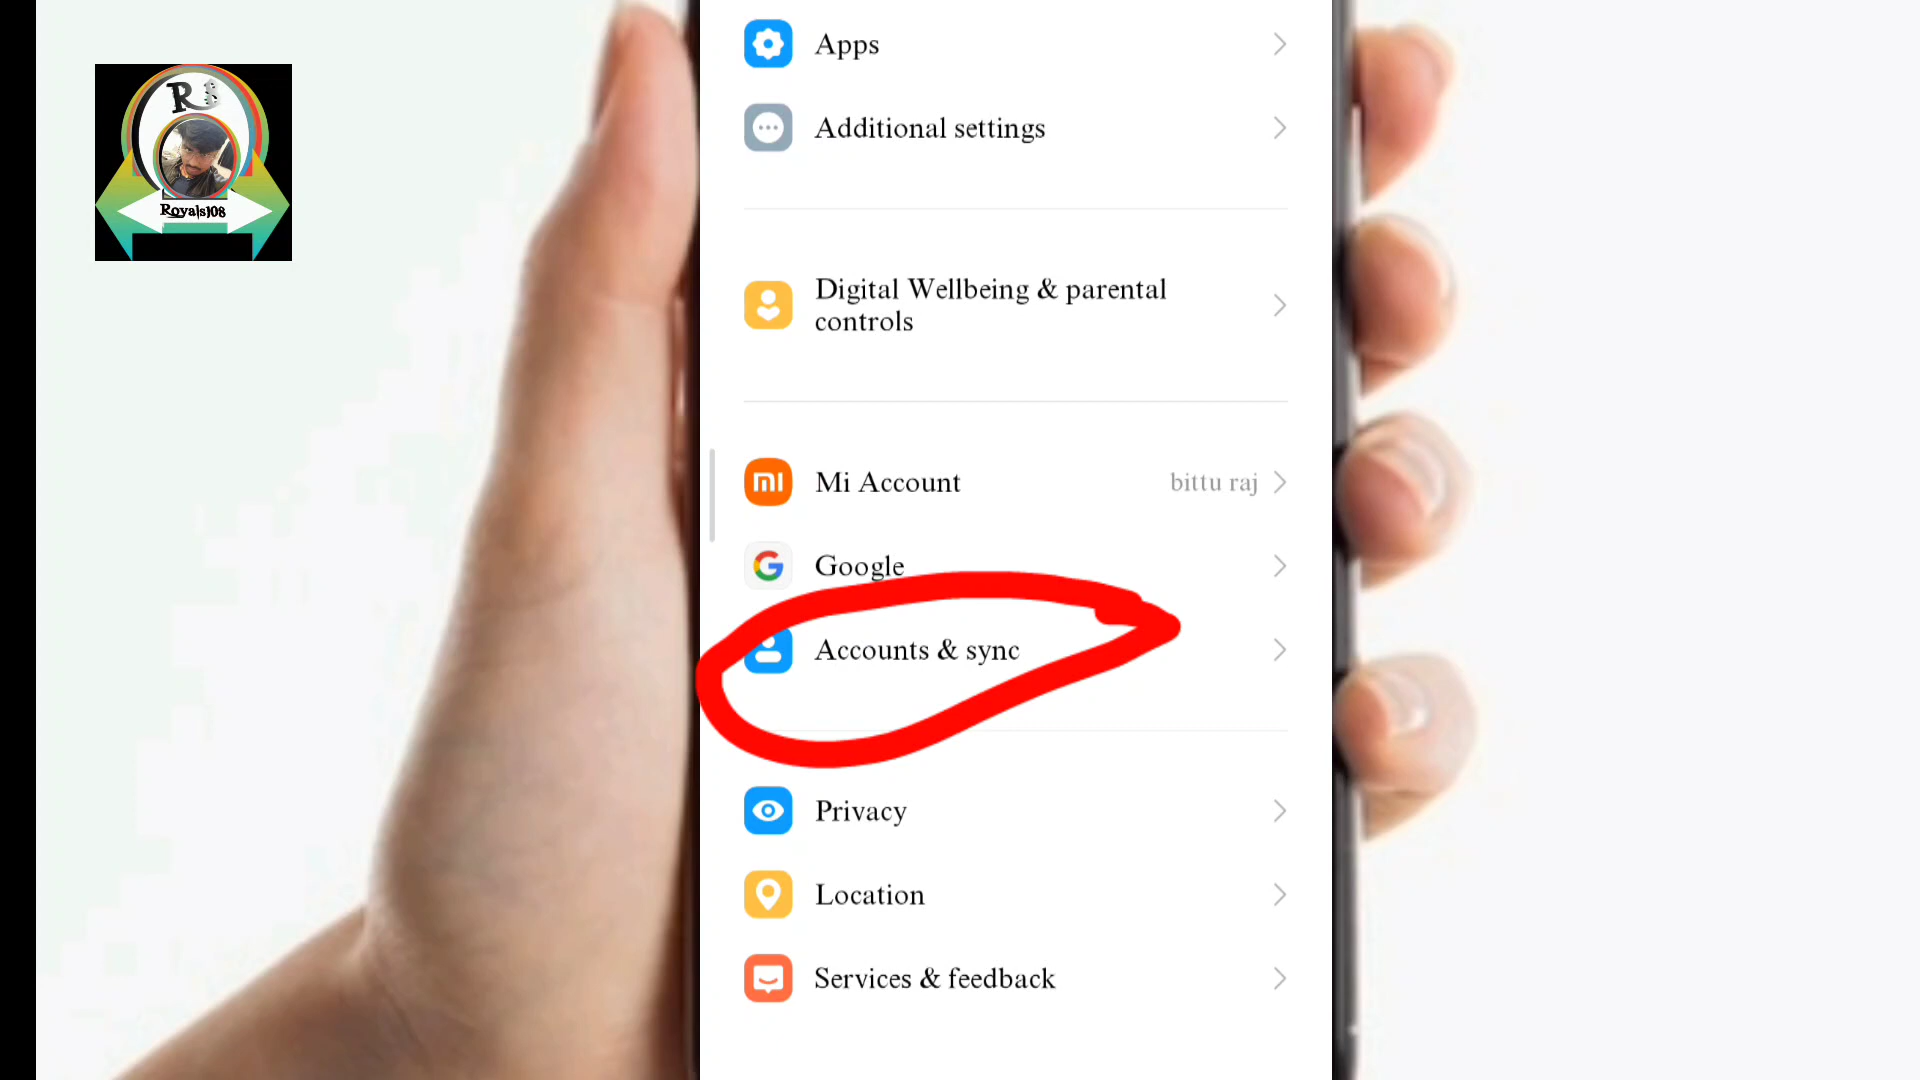 Apps
Additional settings
R
Royals108
Digital Wellbeing & parental
controls
mi
Mi Account
bittu raj
Google
Accounts & sync
Privacy
Location
Services & feedback